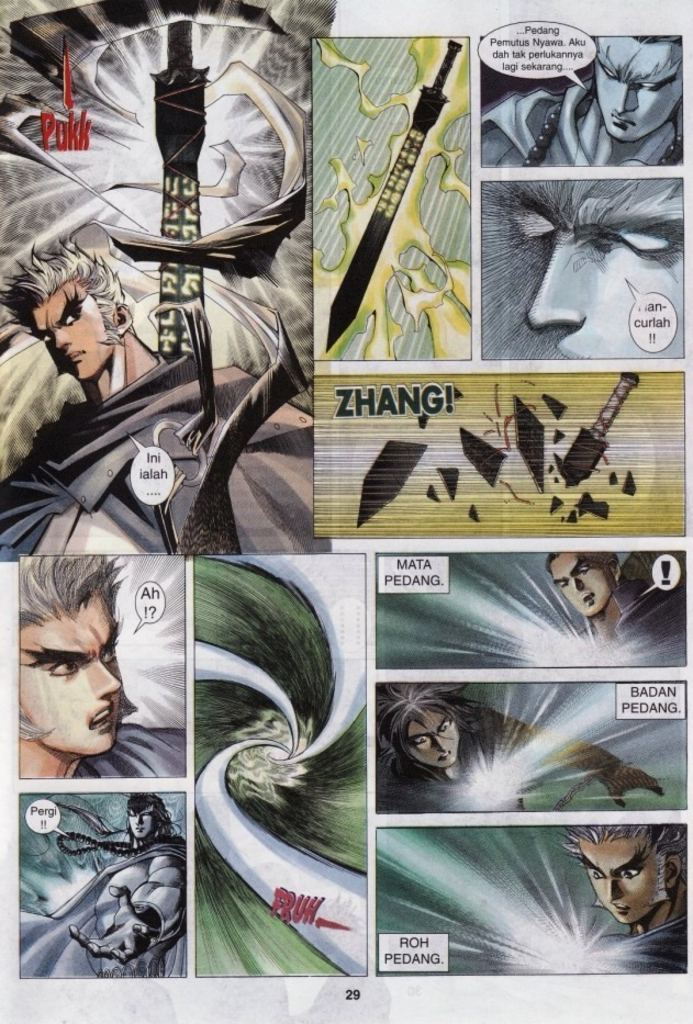 Pukk
Ini
ialah
....
...Pedang
Pemutus Nyawa. Aku
dah tak perlukannya
lagi sekarang....
curlah
!!
ZHANG!
Ah
!?
Pergi
!!
FRUH
MATA
PEDANG.
!
BADAN
PEDANG.
ROH
PEDANG.
29